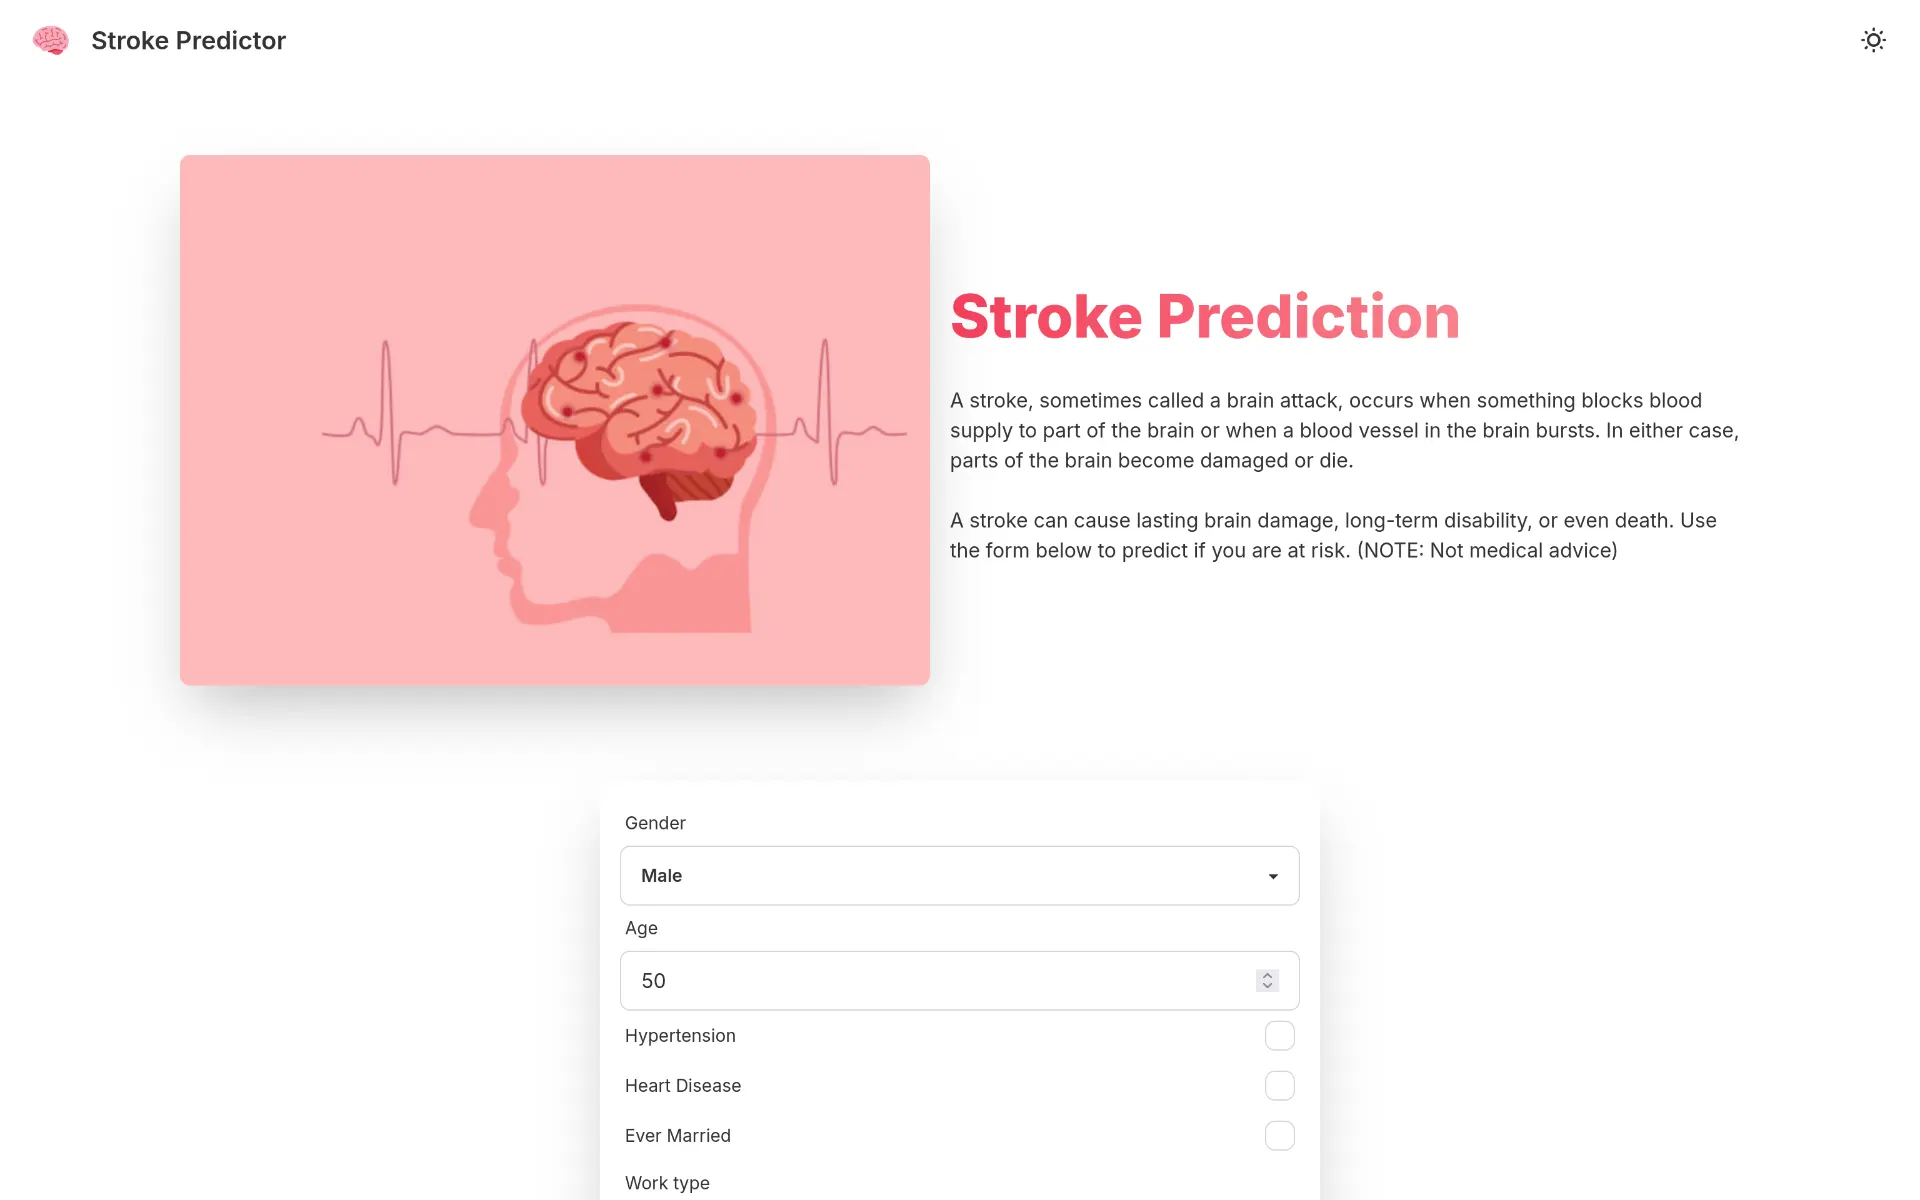 Stroke Predictor
Stroke Prediction
A stroke, sometimes called a brain attack, occurs when something blocks blood
supply to part of the brain or when a blood vessel in the brain bursts. In either case,
parts of the brain become damaged or die.
A stroke can cause lasting brain damage, long-term disability, or even death. Use
the form below to predict if you are at risk. (NOTE: Not medical advice)
Gender
Male
Age
50
Hypertension
Heart Disease
Ever Married
Work type